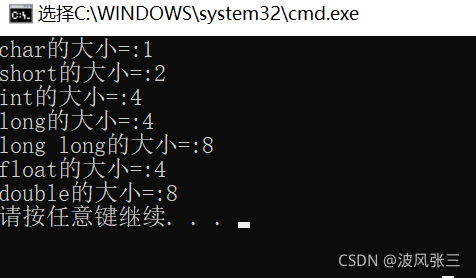 选择C:\WINDOWS\system32\cmd.exe
char的大小=:1
short的大小=:2
int的大小=:4
long的大小=:4
long long的大小=:8
float的大小=:4
double的大小=:8
请按任意键继续. . .
CSDN @波风张三